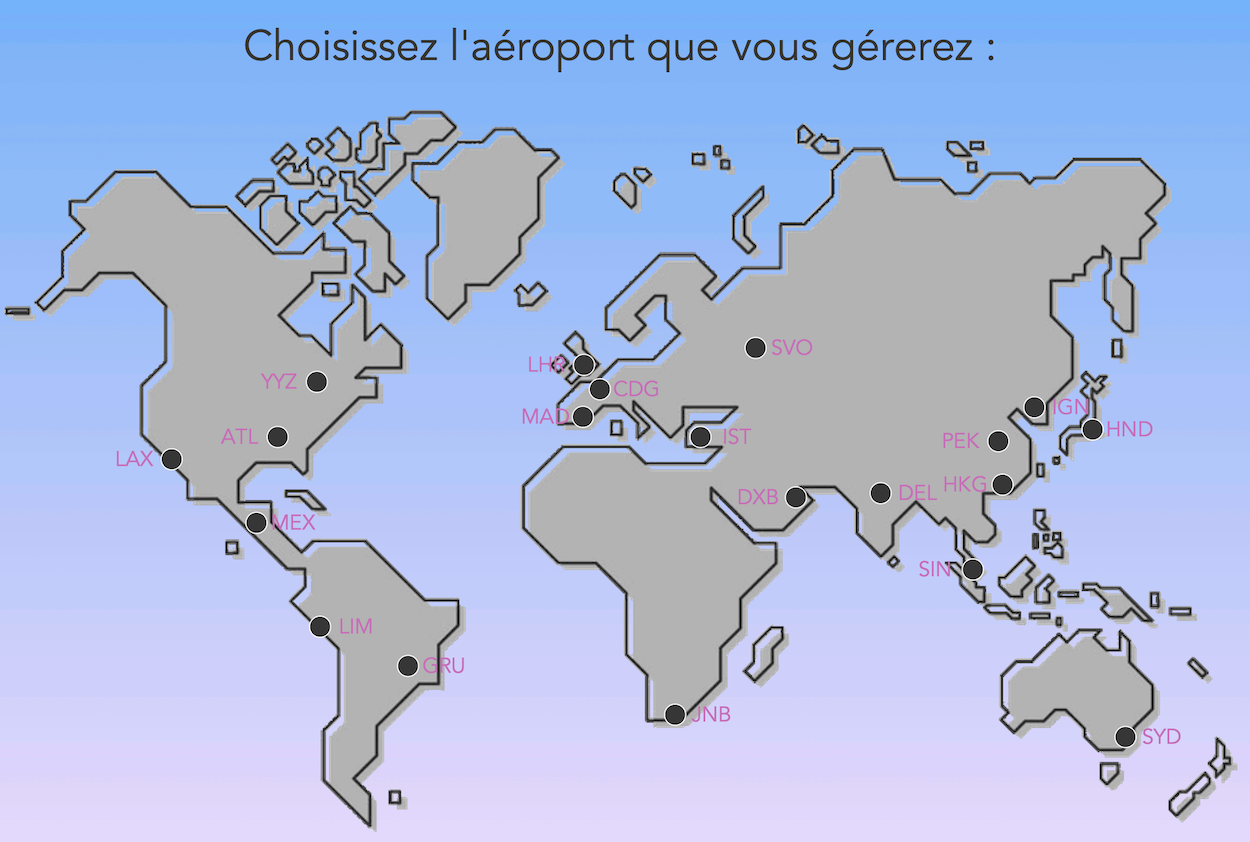 Choisissez l'aéroport que vous gérerez :
SVO
LHR
YYZ
CDG
IGN
MAD
HND
ATL
IST
PEK
LAX
HKG
DEL
DXB
MEX
SIN
LIM
GRU
JNB
SYD